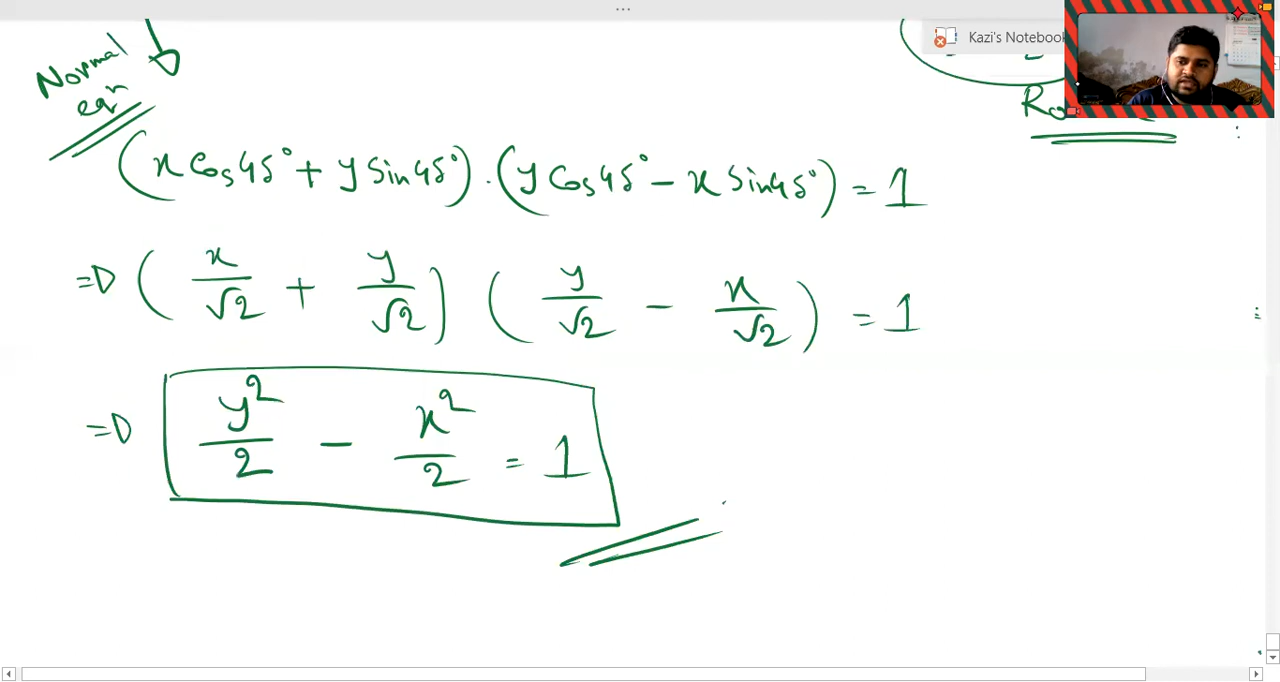 ...
Kazi's Notebook
Normal
eqn
(x Cos45° + y Sin45°) . (y Cos45° − x Sin45°) = 1
=> (x/√2 + y/√2) (y/√2 − x/√2) = 1
=> y²/2 − x²/2 = 1